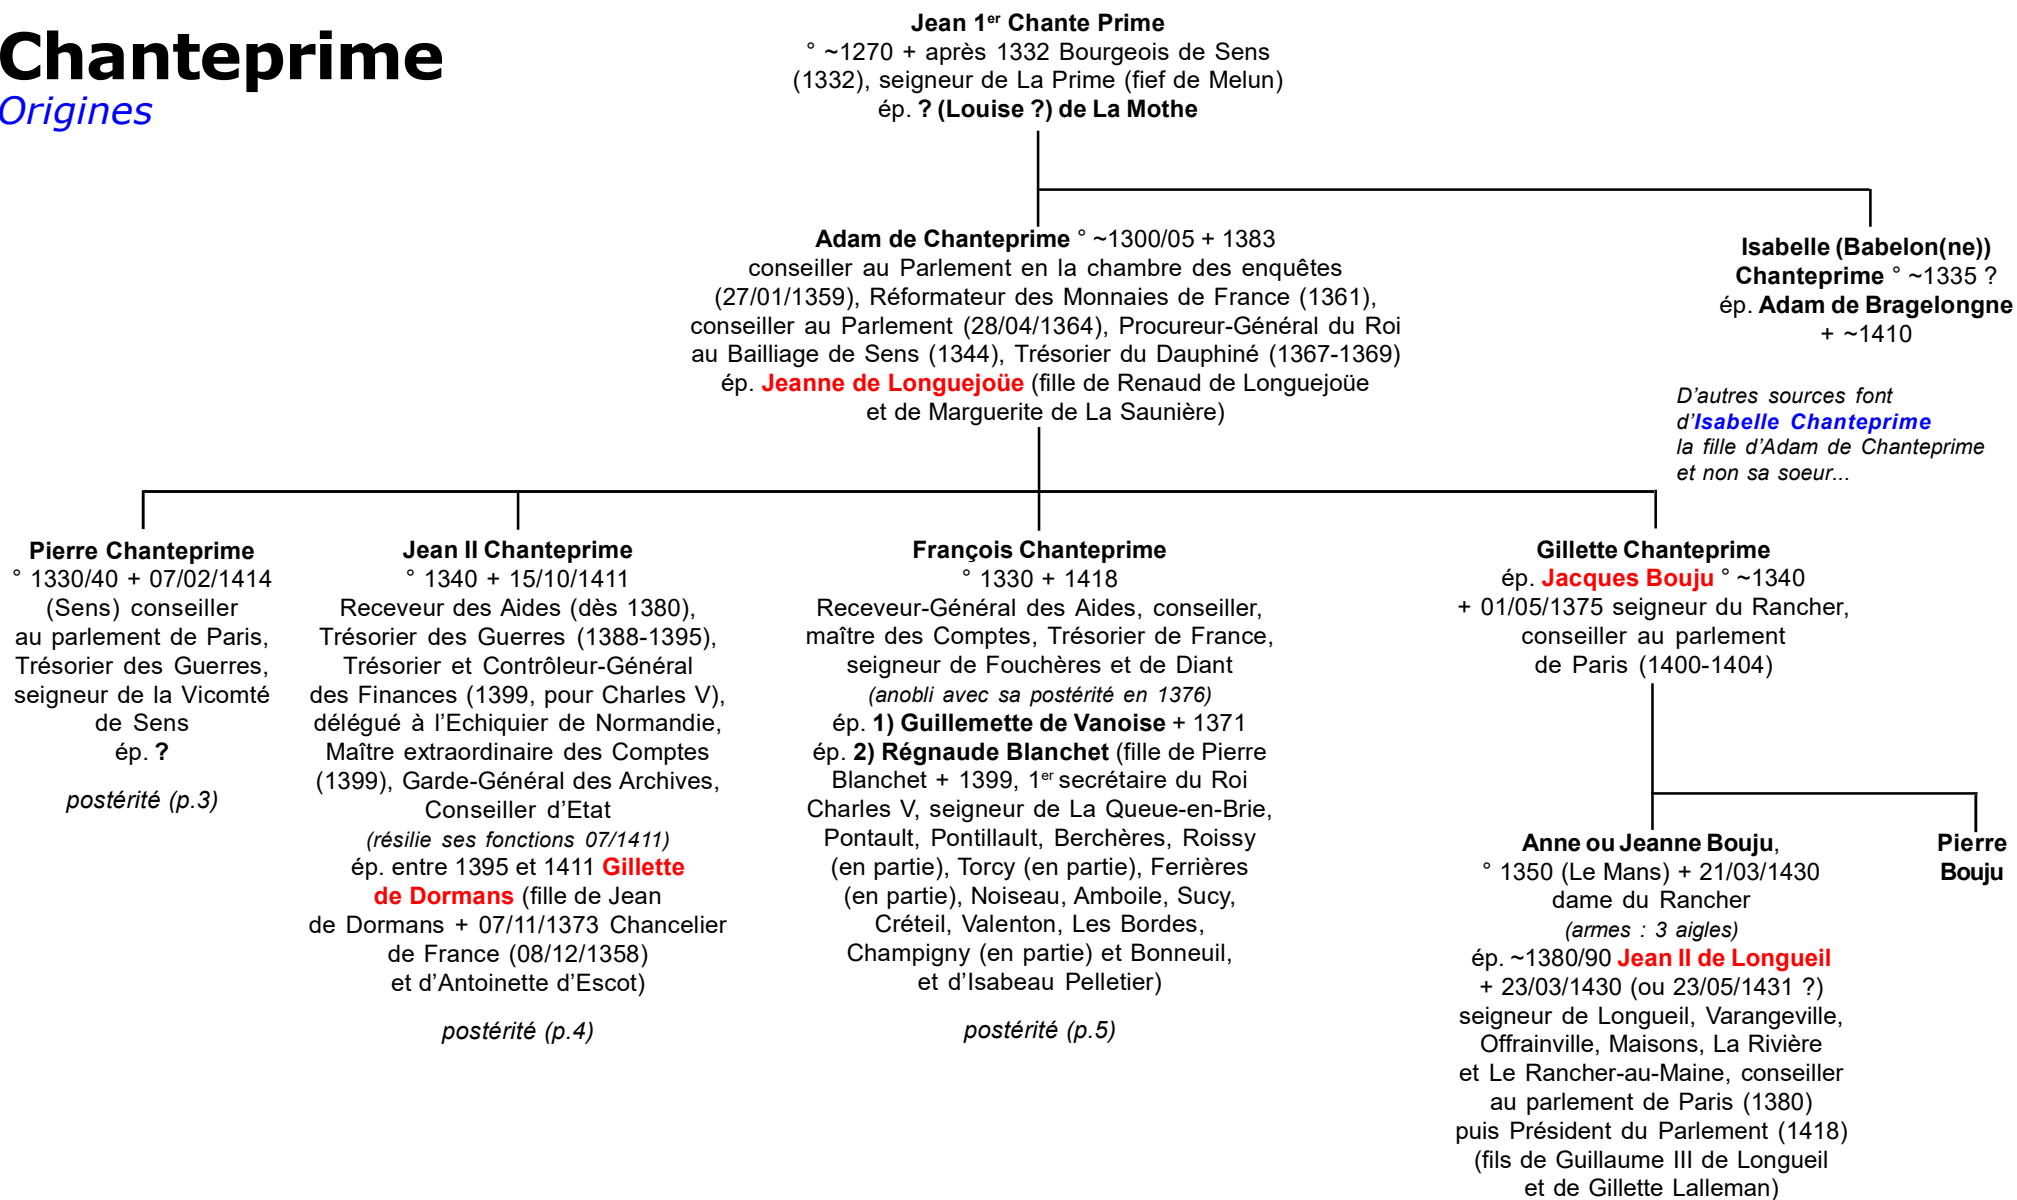 Chanteprime
Origines
Jean 1er Chante Prime
° ~1270 + après 1332 Bourgeois de Sens
(1332), seigneur de La Prime (fief de Melun)
ép. ? (Louise ?) de La Mothe
Adam de Chanteprime ° ~1300/05 + 1383
conseiller au Parlement en la chambre des enquêtes
(27/01/1359), Réformateur des Monnaies de France (1361),
conseiller au Parlement (28/04/1364), Procureur-Général du Roi
au Bailliage de Sens (1344), Trésorier du Dauphiné (1367-1369)
ép. Jeanne de Longuejoüe (fille de Renaud de Longuejoüe
et de Marguerite de La Saunière)
Isabelle (Babelon(ne))
Chanteprime ° ~1335 ?
ép. Adam de Bragelongne
+ ~1410
D'autres sources font
d'Isabelle Chanteprime
la fille d'Adam de Chanteprime
et non sa soeur...
Pierre Chanteprime
° 1330/40 + 07/02/1414
(Sens) conseiller
au parlement de Paris,
Trésorier des Guerres,
seigneur de la Vicomté
de Sens
ép. ?
postérité (p.3)
Jean II Chanteprime
° 1340 + 15/10/1411
Receveur des Aides (dès 1380),
Trésorier des Guerres (1388-1395),
Trésorier et Contrôleur-Général
des Finances (1399, pour Charles V),
délégué à l'Echiquier de Normandie,
Maître extraordinaire des Comptes
(1399), Garde-Général des Archives,
Conseiller d'Etat
(résilie ses fonctions 07/1411)
ép. entre 1395 et 1411 Gillette
de Dormans (fille de Jean
de Dormans + 07/11/1373 Chancelier
de France (08/12/1358)
et d'Antoinette d'Escot)
postérité (p.4)
François Chanteprime
° 1330 + 1418
Receveur-Général des Aides, conseiller,
maître des Comptes, Trésorier de France,
seigneur de Fouchères et de Diant
(anobli avec sa postérité en 1376)
ép. 1) Guillemette de Vanoise + 1371
ép. 2) Régnaude Blanchet (fille de Pierre
Blanchet + 1399, 1er secrétaire du Roi
Charles V, seigneur de La Queue-en-Brie,
Pontault, Pontillault, Berchères, Roissy
(en partie), Torcy (en partie), Ferrières
(en partie), Noiseau, Amboile, Sucy,
Créteil, Valenton, Les Bordes,
Champigny (en partie) et Bonneuil,
et d'Isabeau Pelletier)
postérité (p.5)
Gillette Chanteprime
ép. Jacques Bouju ° ~1340
+ 01/05/1375 seigneur du Rancher,
conseiller au parlement
de Paris (1400-1404)
Anne ou Jeanne Bouju,
° 1350 (Le Mans) + 21/03/1430
dame du Rancher
(armes : 3 aigles)
ép. ~1380/90 Jean II de Longueil
+ 23/03/1430 (ou 23/05/1431 ?)
seigneur de Longueil, Varangeville,
Offrainville, Maisons, La Rivière
et Le Rancher-au-Maine, conseiller
au parlement de Paris (1380)
puis Président du Parlement (1418)
(fils de Guillaume III de Longueil
et de Gillette Lalleman)
Pierre
Bouju